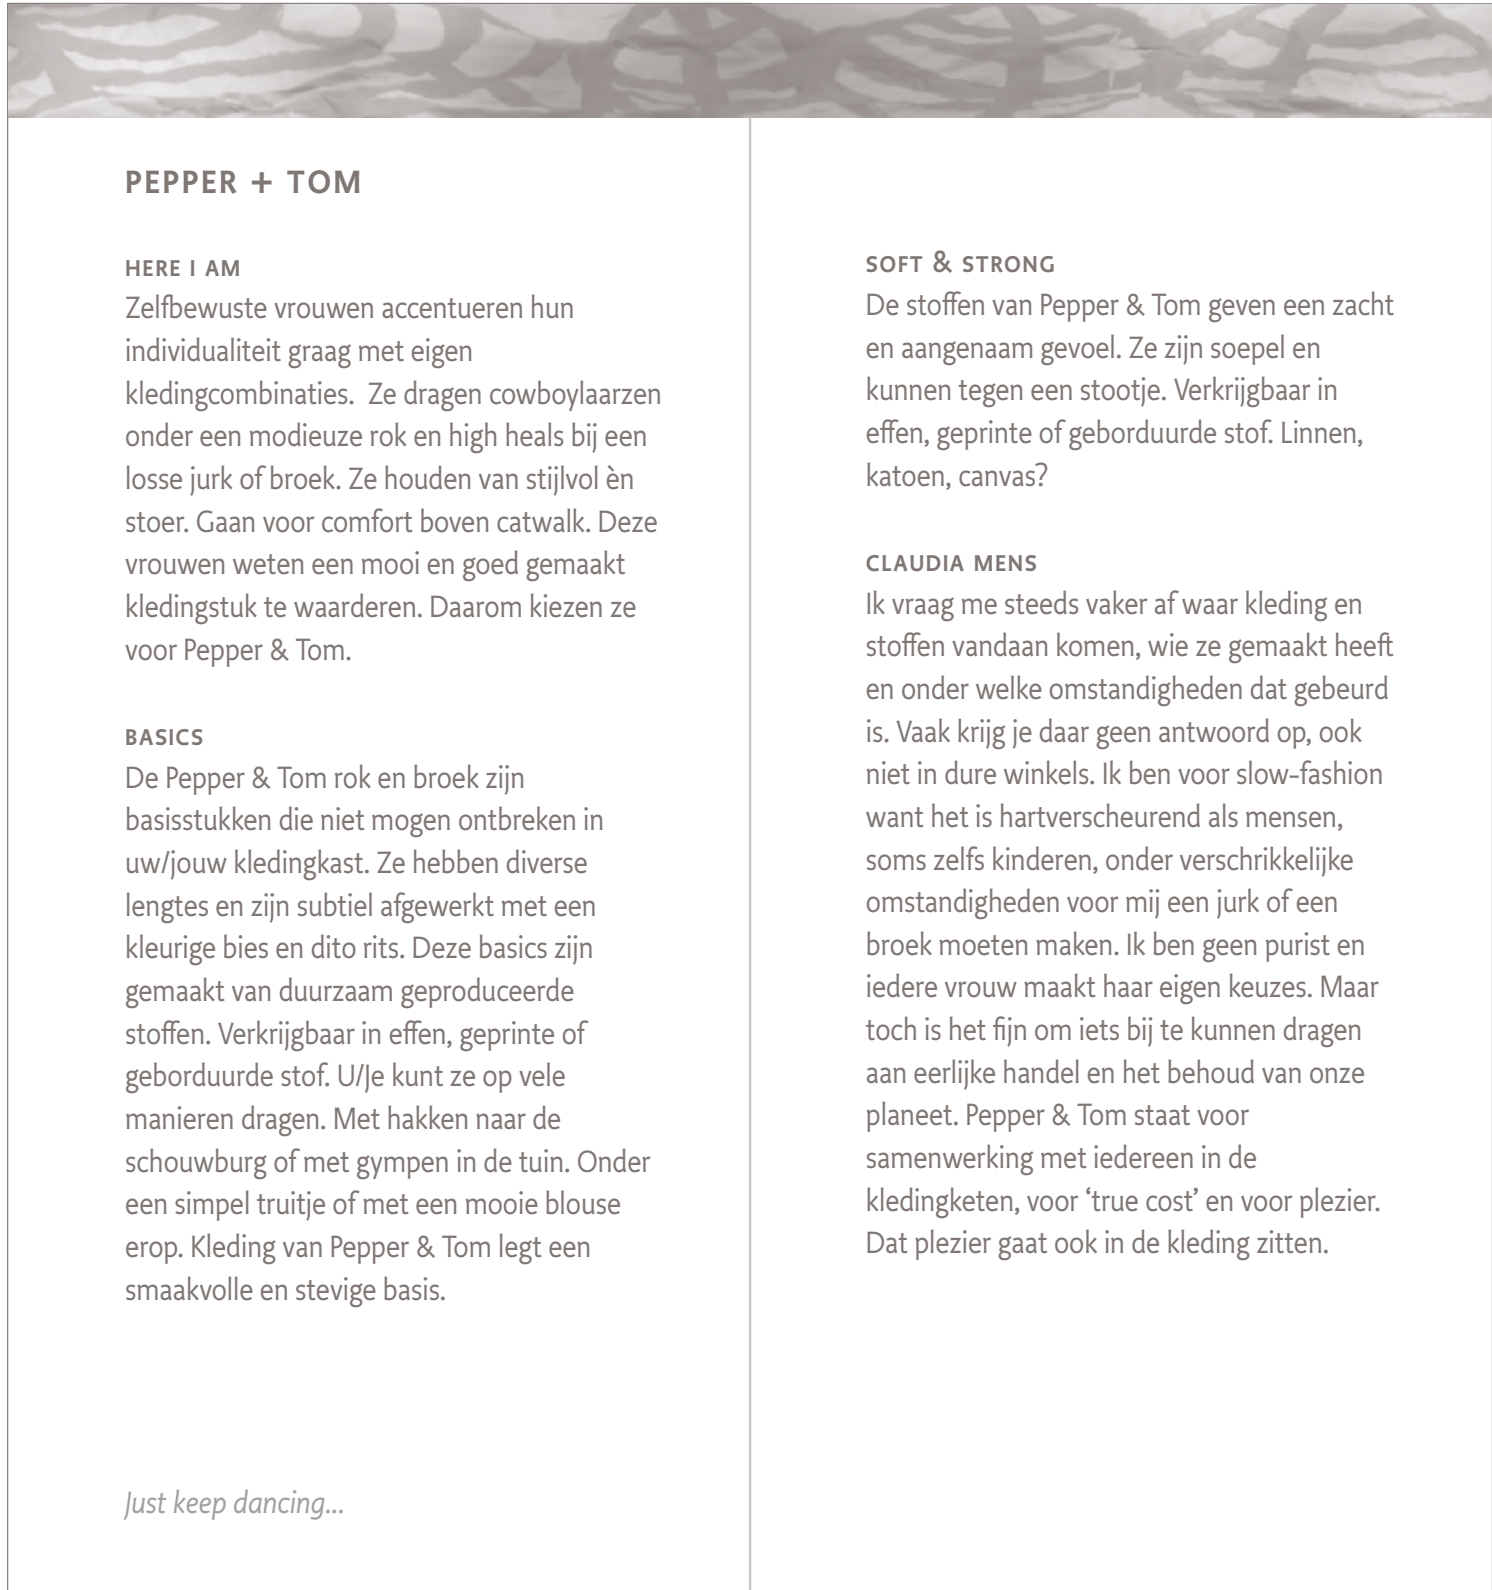 PEPPER + TOM
HERE I AM
Zelfbewuste vrouwen accentueren hun
individualiteit graag met eigen
kledingcombinaties.  Ze dragen cowboylaarzen
onder een modieuze rok en high heals bij een
losse jurk of broek. Ze houden van stijlvol èn
stoer. Gaan voor comfort boven catwalk. Deze
vrouwen weten een mooi en goed gemaakt
kledingstuk te waarderen. Daarom kiezen ze
voor Pepper & Tom.
BASICS
De Pepper & Tom rok en broek zijn
basisstukken die niet mogen ontbreken in
uw/jouw kledingkast. Ze hebben diverse
lengtes en zijn subtiel afgewerkt met een
kleurige bies en dito rits. Deze basics zijn
gemaakt van duurzaam geproduceerde
stoffen. Verkrijgbaar in effen, geprinte of
geborduurde stof. U/Je kunt ze op vele
manieren dragen. Met hakken naar de
schouwburg of met gympen in de tuin. Onder
een simpel truitje of met een mooie blouse
erop. Kleding van Pepper & Tom legt een
smaakvolle en stevige basis.
Just keep dancing...
SOFT & STRONG
De stoffen van Pepper & Tom geven een zacht
en aangenaam gevoel. Ze zijn soepel en
kunnen tegen een stootje. Verkrijgbaar in
effen, geprinte of geborduurde stof. Linnen,
katoen, canvas?
CLAUDIA MENS
Ik vraag me steeds vaker af waar kleding en
stoffen vandaan komen, wie ze gemaakt heeft
en onder welke omstandigheden dat gebeurd
is. Vaak krijg je daar geen antwoord op, ook
niet in dure winkels. Ik ben voor slow-fashion
want het is hartverscheurend als mensen,
soms zelfs kinderen, onder verschrikkelijke
omstandigheden voor mij een jurk of een
broek moeten maken. Ik ben geen purist en
iedere vrouw maakt haar eigen keuzes. Maar
toch is het fijn om iets bij te kunnen dragen
aan eerlijke handel en het behoud van onze
planeet. Pepper & Tom staat voor
samenwerking met iedereen in de
kledingketen, voor ‘true cost’ en voor plezier.
Dat plezier gaat ook in de kleding zitten.